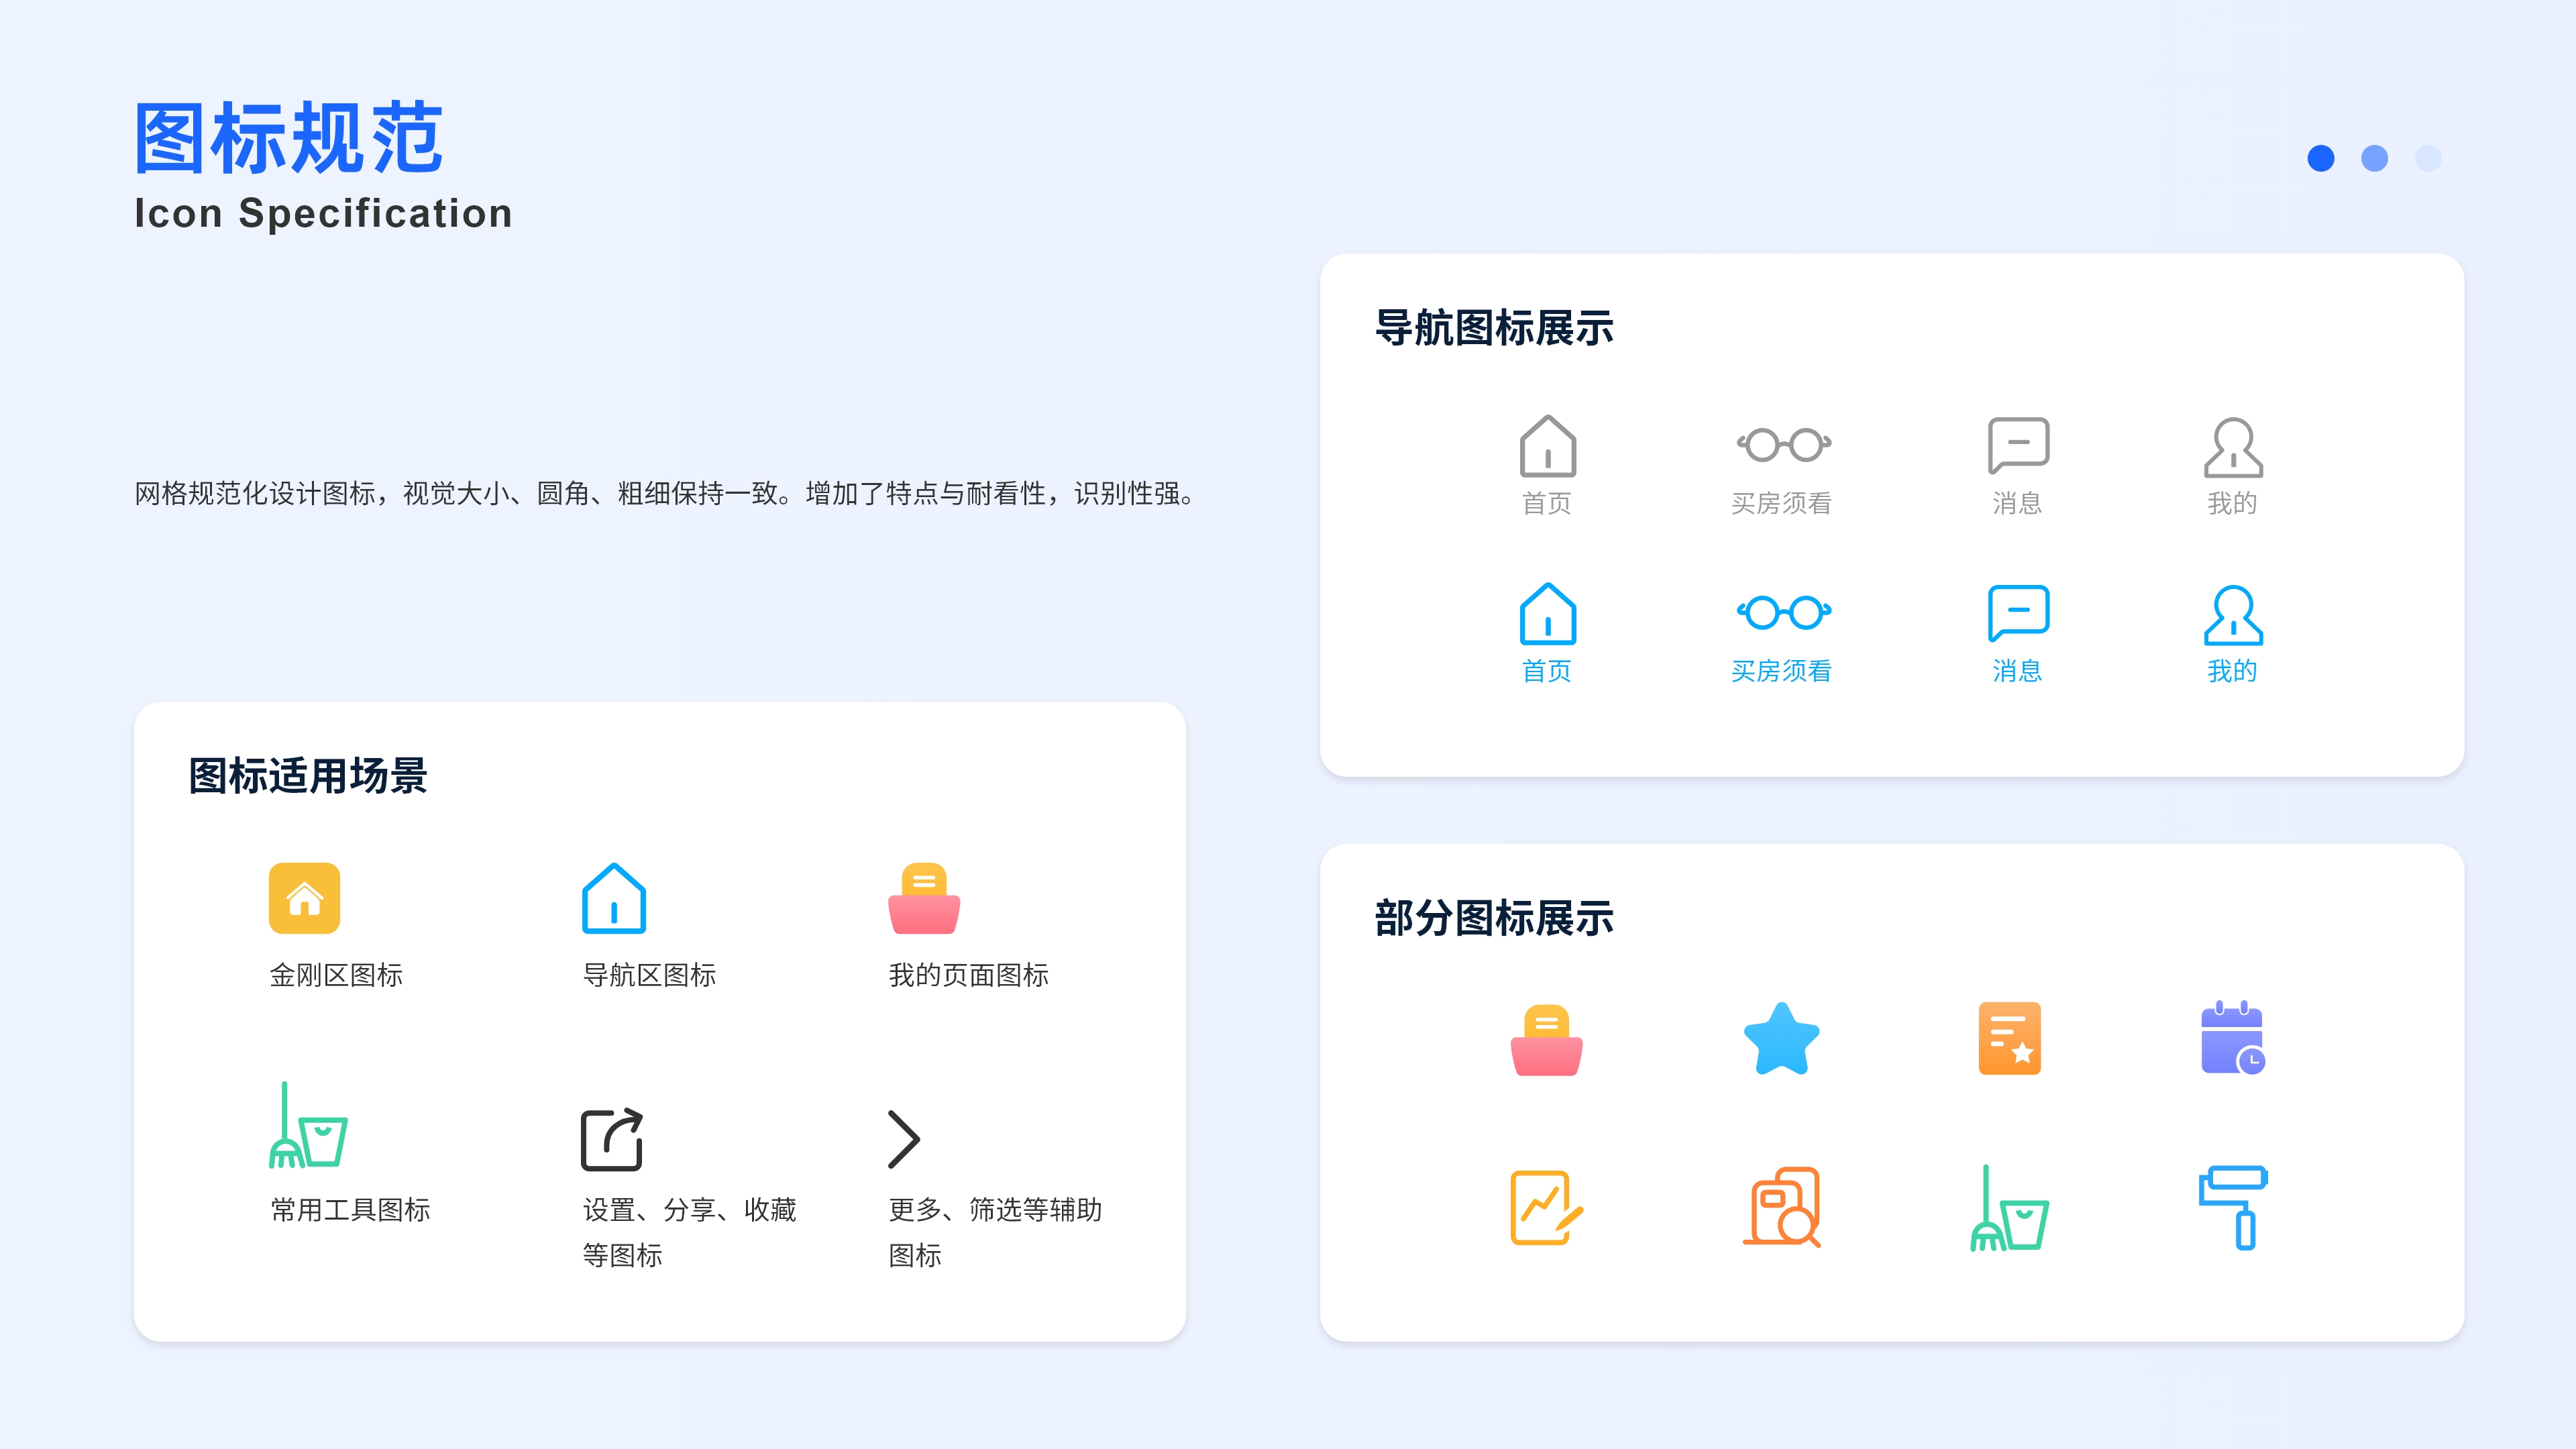 图标规范
Icon Specification
网格规范化设计图标，视觉大小、圆角、粗细保持一致。增加了特点与耐看性，识别性强。
图标适用场景
金刚区图标
导航区图标
我的页面图标
常用工具图标
设置、分享、收藏
等图标
更多、筛选等辅助
图标
导航图标展示
首页
买房须看
消息
我的
首页
买房须看
消息
我的
部分图标展示